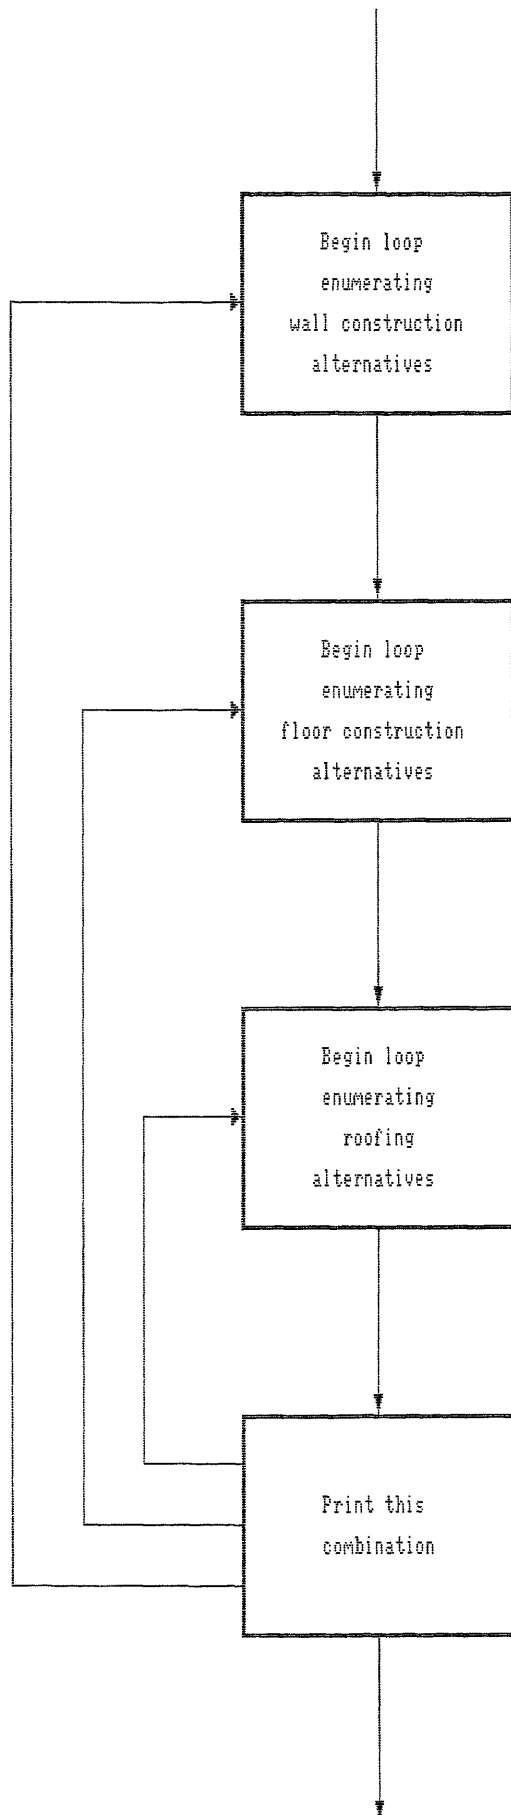 Begin loop
enumerating
wall construction
alternatives
Begin loop
enumerating
floor construction
alternatives
Begin loop
enumerating
roofing
alternatives
Print this
combination